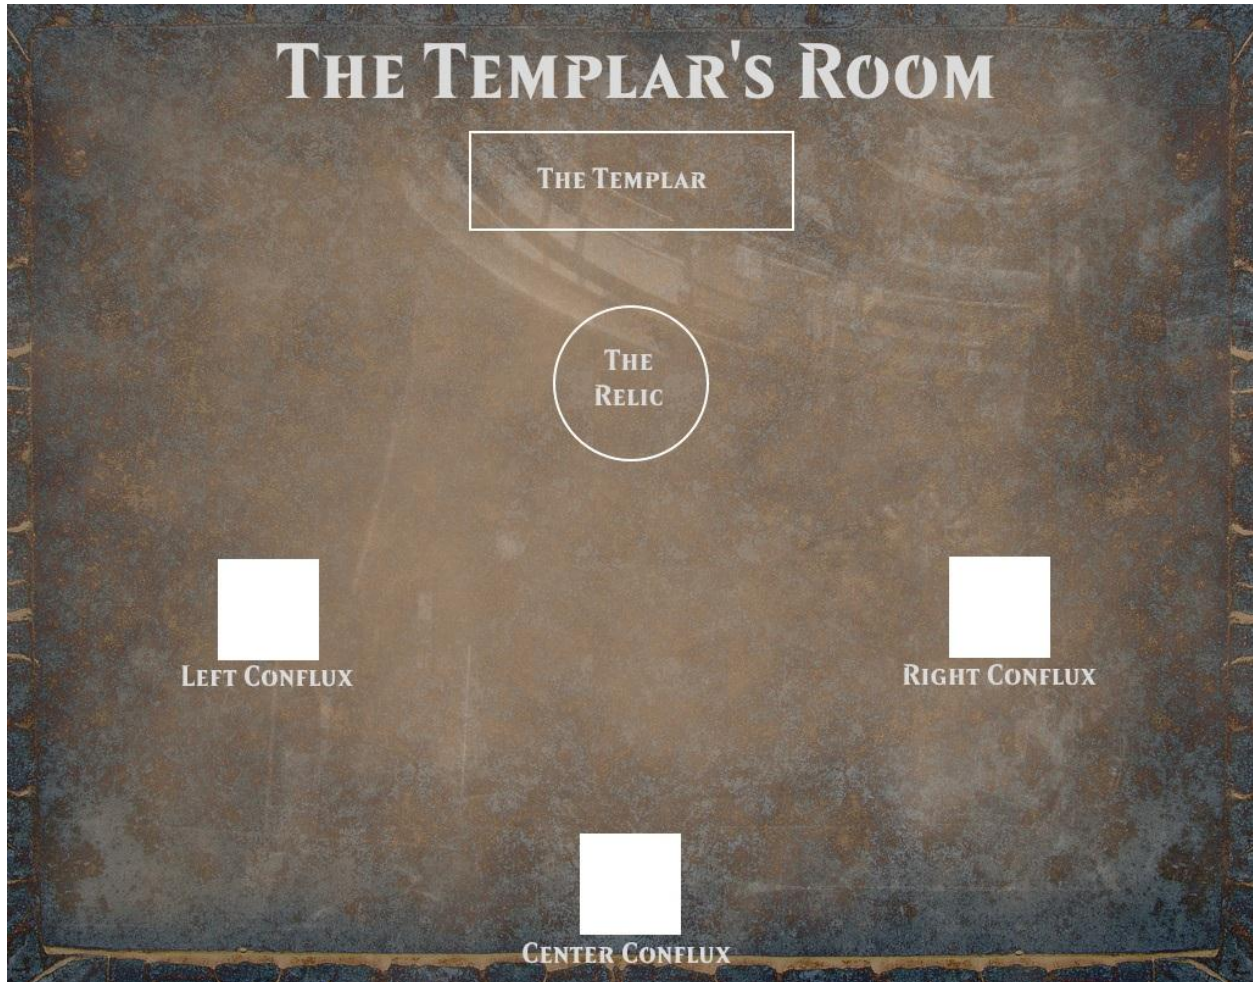 The Templar's Room
The Templar
The
Relic
Left Conflux
Right Conflux
Center Conflux